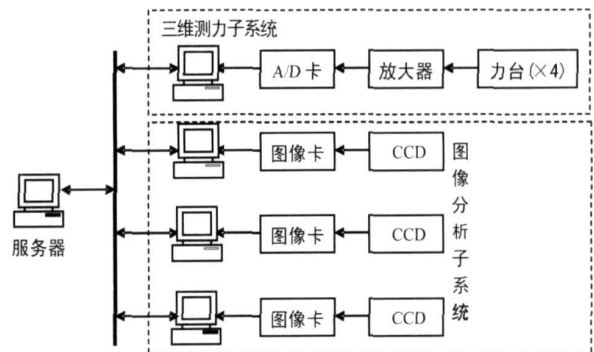 三维测力子系统
A/D 卡
放大器
力台(×4)
图像卡
CCD
图像卡
CCD
图像卡
CCD
图像分析子系统
服务器